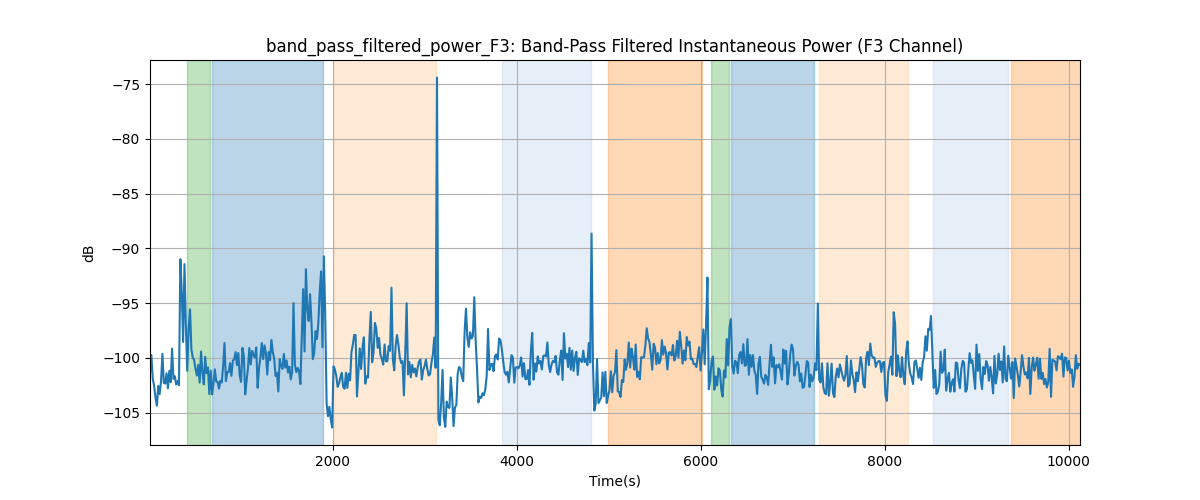 band_pass_filtered_power_F3: Band-Pass Filtered Instantaneous Power (F3 Channel)
−75
−80
−85
−90
−95
−100
−105
dB
2000 4000 6000 8000 10000
Time(s)